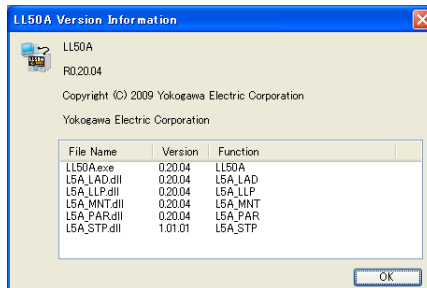 LL50A Version Information
LL50A
R0.20.04
Copyright (C) 2009 Yokogawa Electric Corporation
Yokogawa Electric Corporation
File Name Version Function
LL50A.exe 0.20.04 LL50A
L5A_LAD.dll 0.20.04 L5A_LAD
L5A_LLP.dll 0.20.04 L5A_LLP
L5A_MNT.dll 0.20.04 L5A_MNT
L5A_PAR.dll 0.20.04 L5A_PAR
L5A_STP.dll 1.01.01 L5A_STP
OK